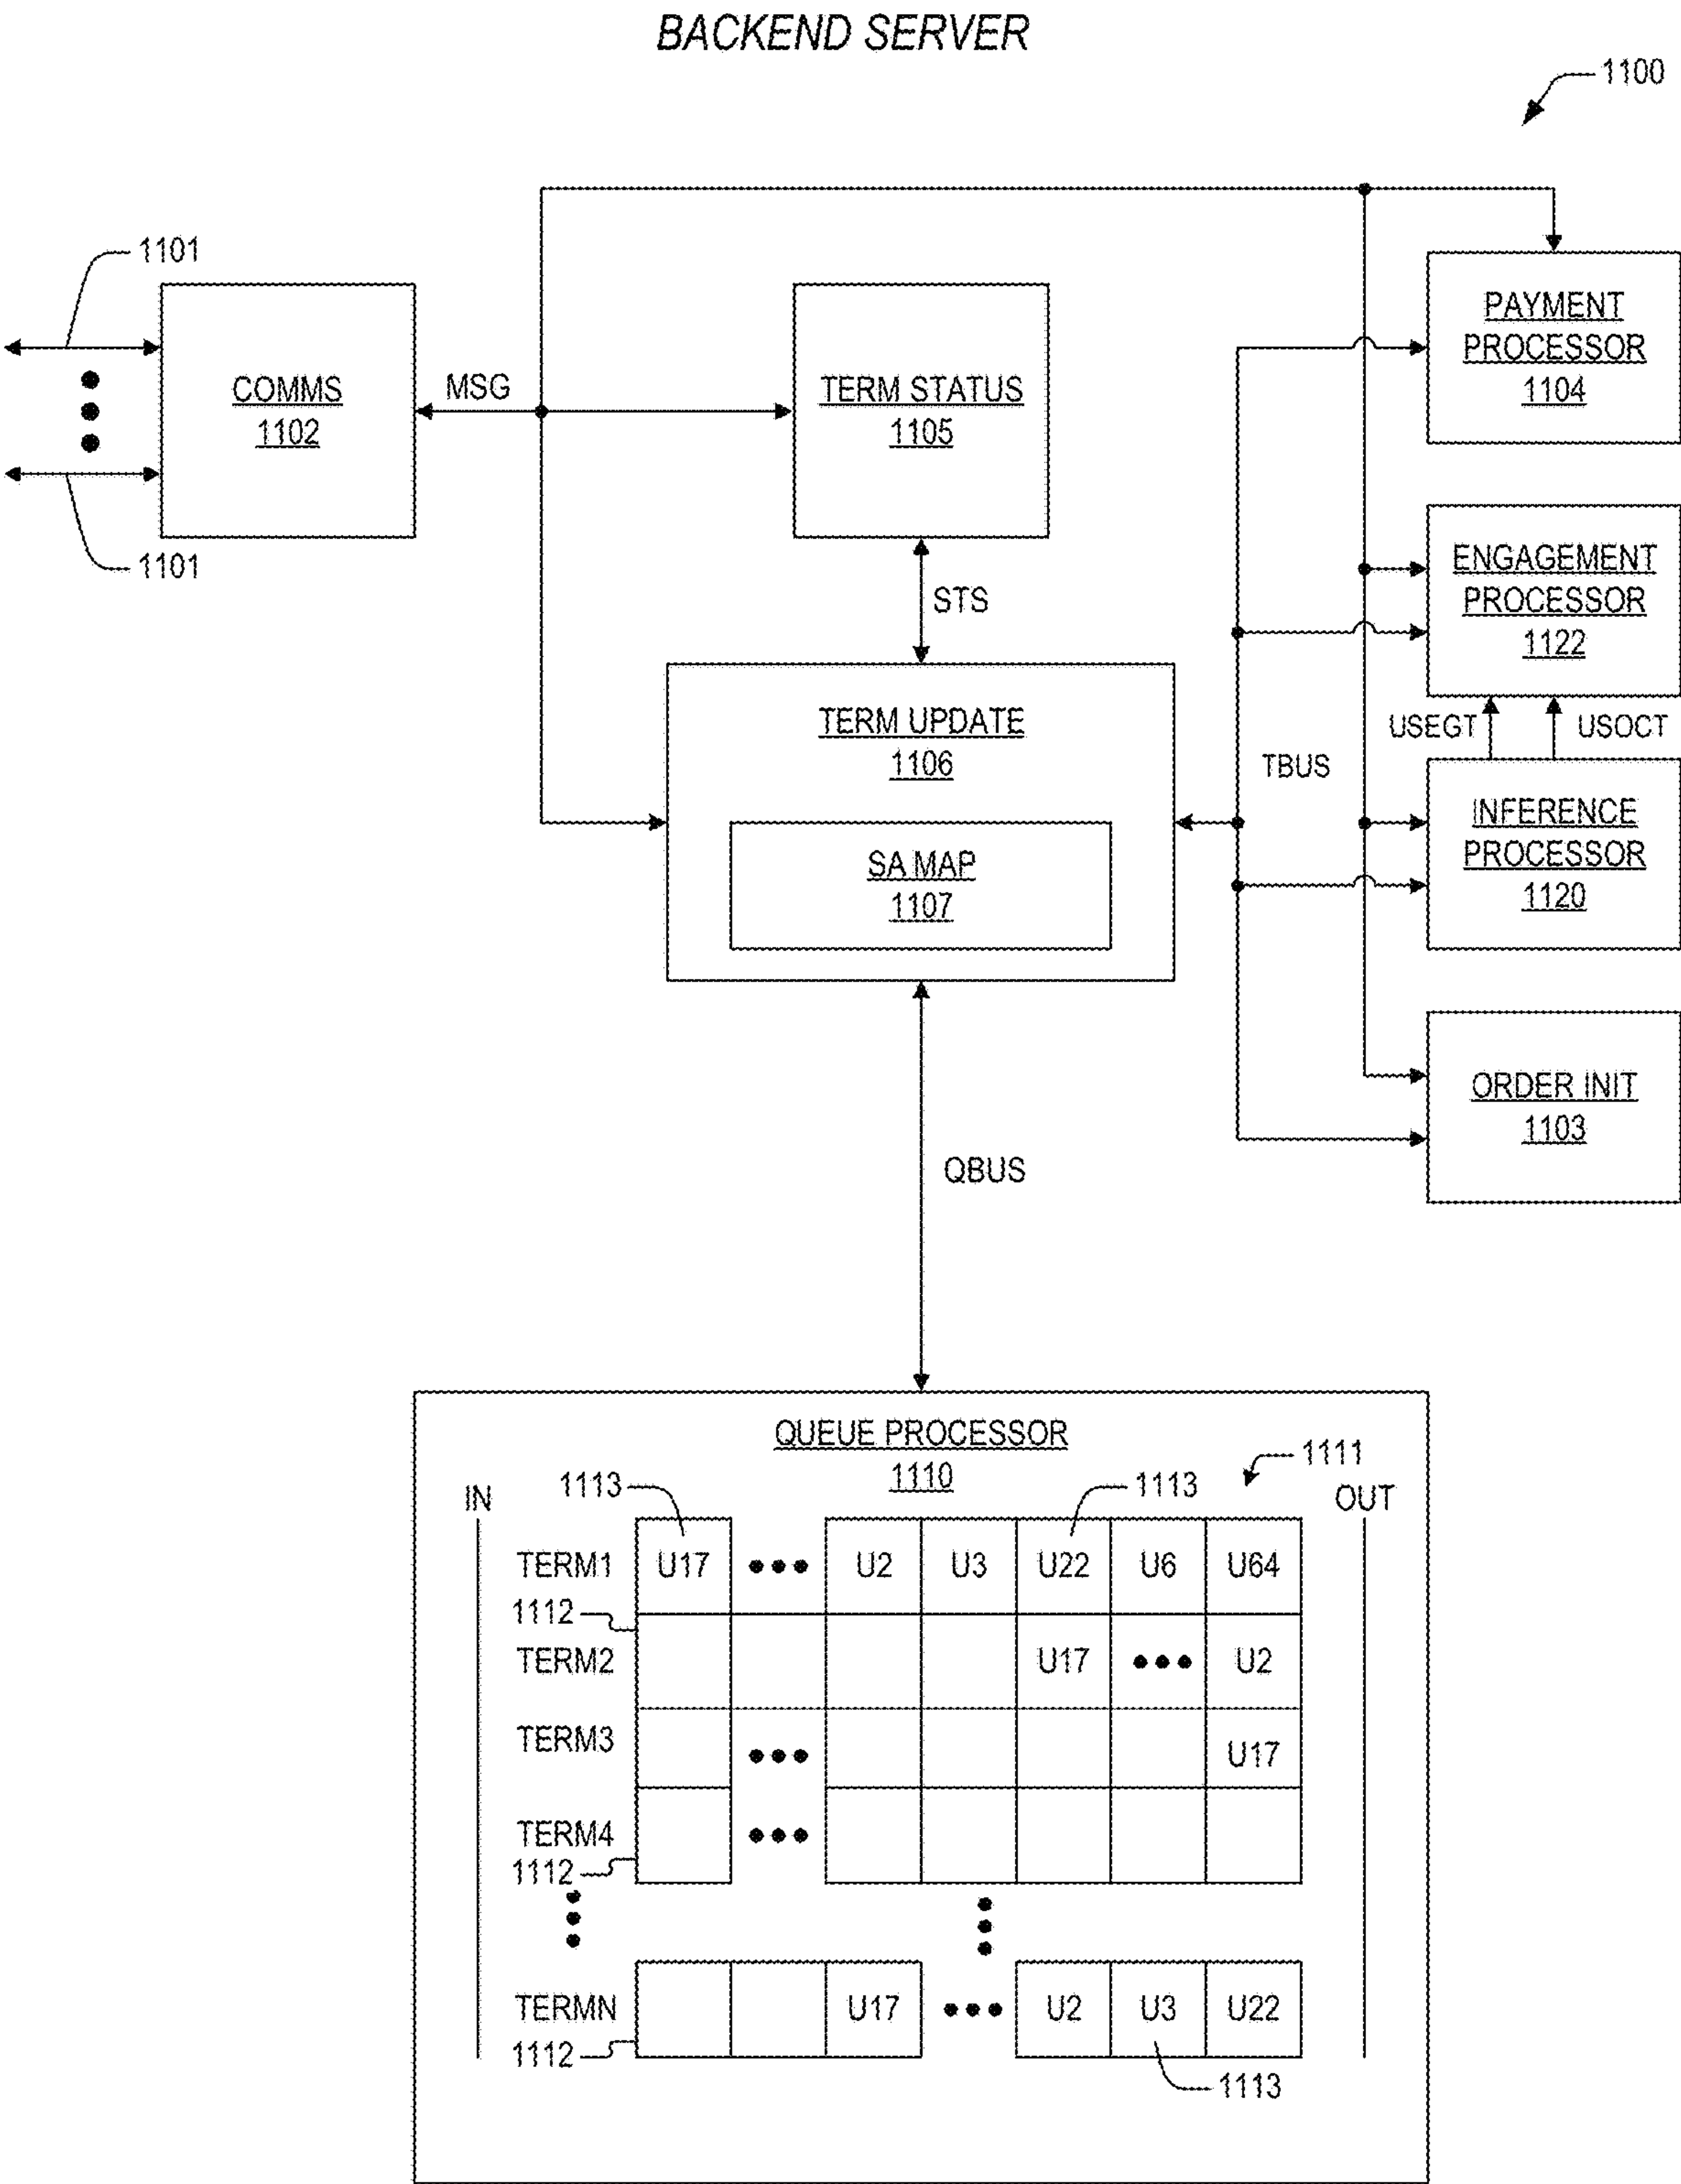 BACKEND SERVER
1100
1101
COMMS
1102
1101
MSG
TERM STATUS
1105
PAYMENT
PROCESSOR
1104
ENGAGEMENT
PROCESSOR
1122
STS
USEGT
USOCT
TERM UPDATE
1106
SA MAP
1107
TBUS
INFERENCE
PROCESSOR
1120
ORDER INIT
1103
QBUS
QUEUE PROCESSOR
1110
1111
IN
1113
1113
OUT
TERM1 U17 U2 U3 U22 U6 U64
1112
TERM2 U17 U2
TERM3 U17
TERM4
1112
TERMN U17 U2 U3 U22
1112
1113